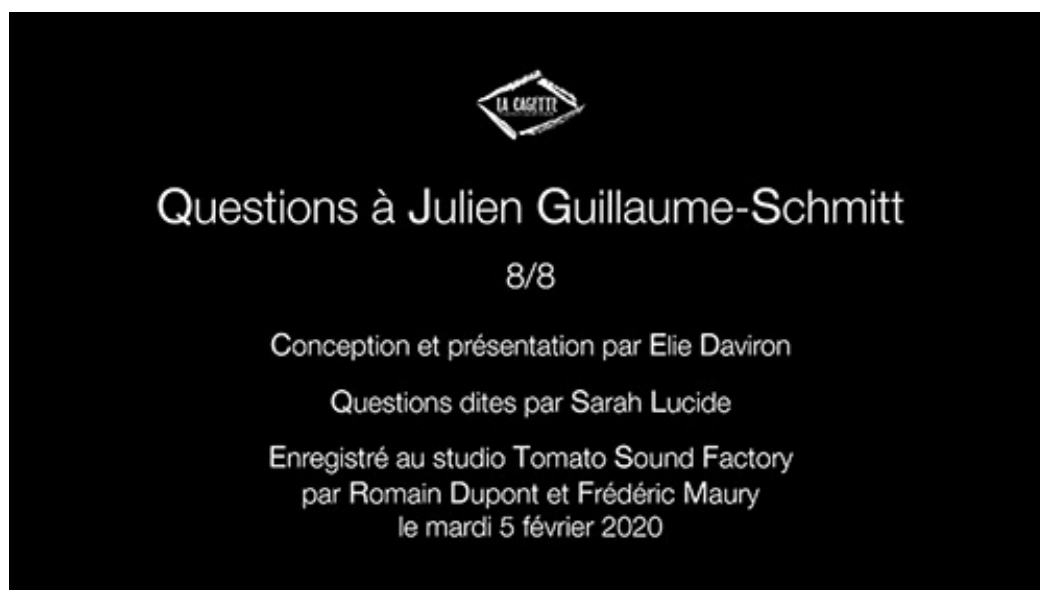 LA CAGETTE
Questions à Julien Guillaume-Schmitt
8/8
Conception et présentation par Elie Daviron
Questions dites par Sarah Lucide
Enregistré au studio Tomato Sound Factory
par Romain Dupont et Frédéric Maury
le mardi 5 février 2020